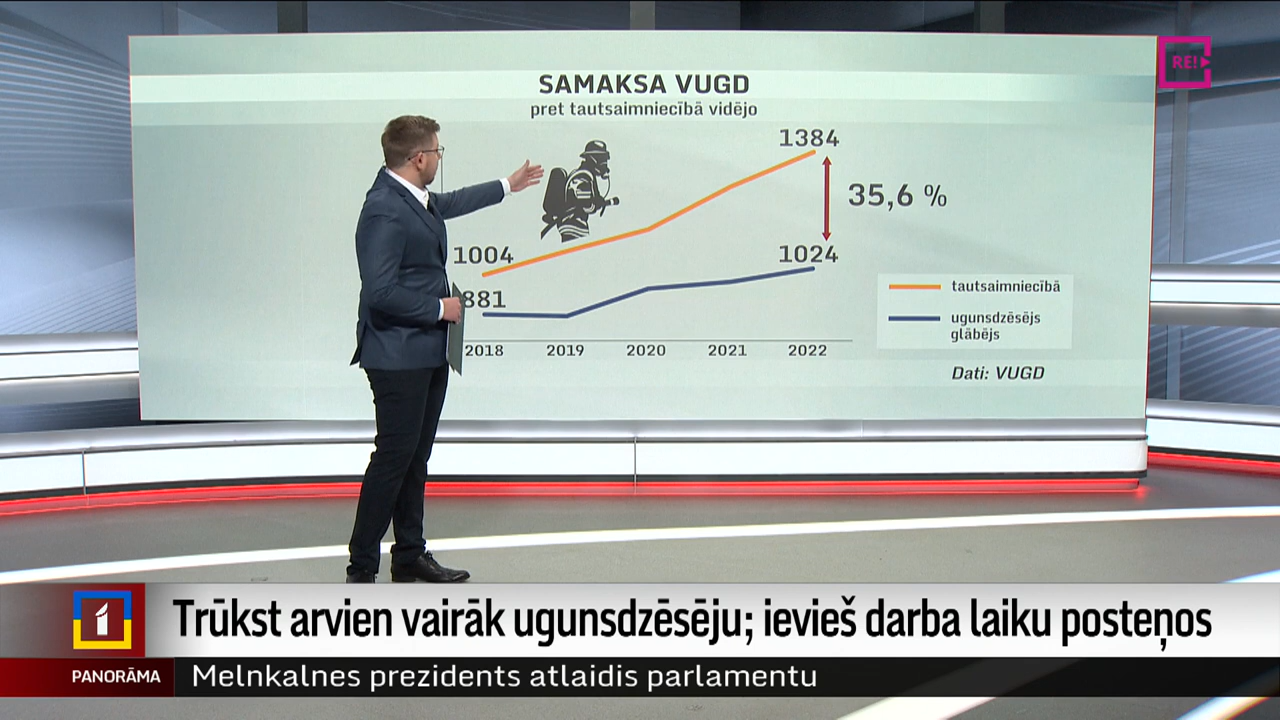 SAMAKSA VUGD
pret tautsaimniecībā vidējo
RE!
1384
35,6 %
1004
1024
881
tautsaimniecībā
ugunsdzēsējs
glābējs
2018 2019 2020 2021 2022
Dati: VUGD
1
Trūkst arvien vairāk ugunsdzēsēju; ievieš darba laiku posteņos
PANORĀMA
Melnkalnes prezidents atlaidis parlamentu